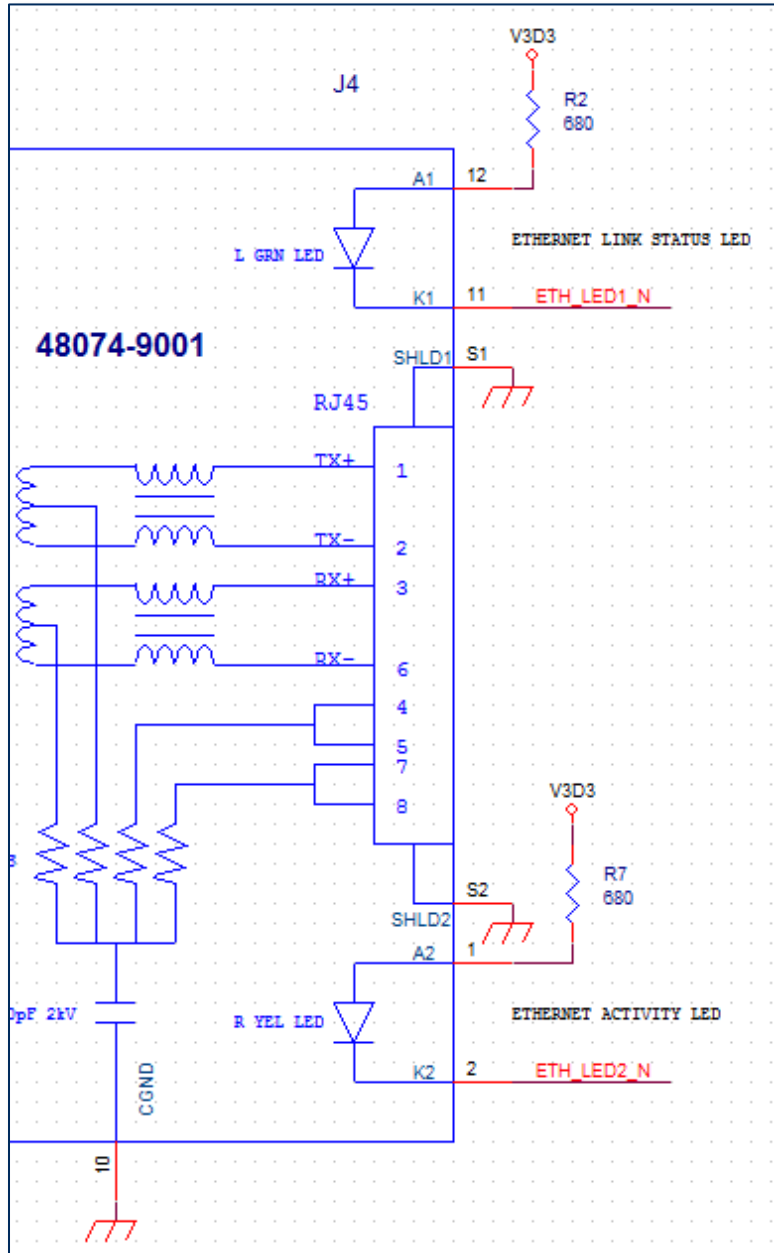 V3D3
J4
R2
680
A1
12
L GRN LED
ETHERNET LINK STATUS LED
K1
11
ETH_LED1_N
48074-9001
SHLD1
S1
RJ45
TX+
1
TX-
2
RX+
3
RX-
6
4
5
7
8
V3D3
R7
680
S2
SHLD2
A2
1
pF 2kV
R YEL LED
ETHERNET ACTIVITY LED
K2
2
ETH_LED2_N
CGND
10